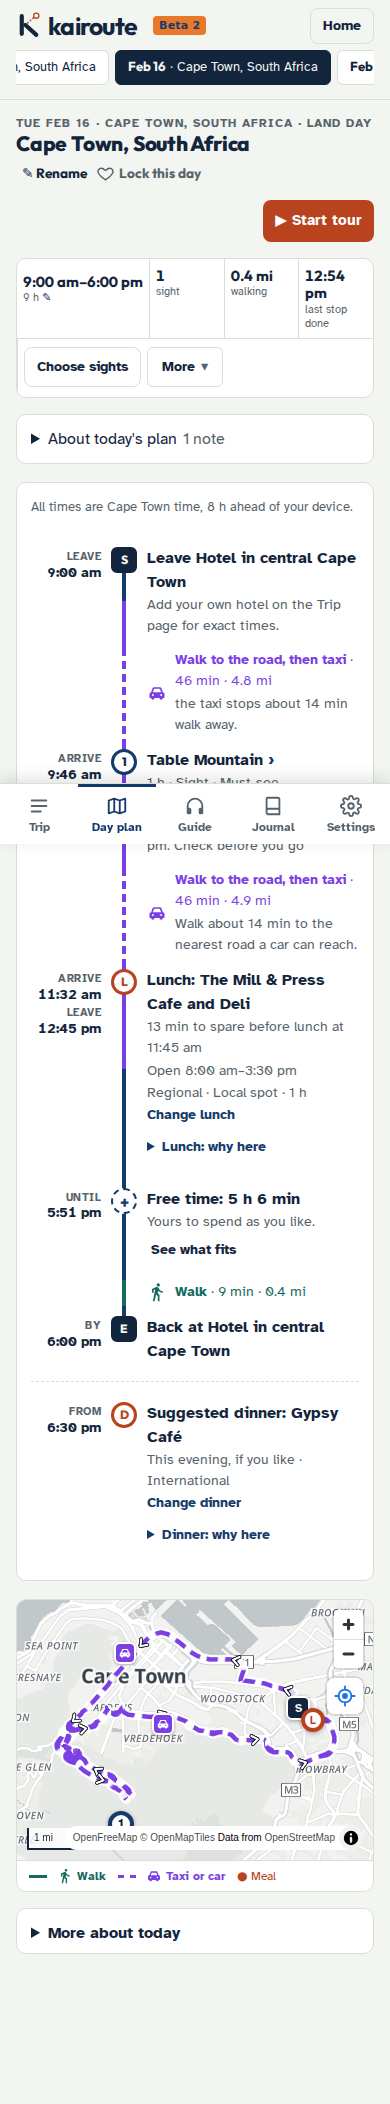 kairoute Beta 2 Home
, South Africa
Feb 16 · Cape Town, South Africa
Feb
TUE FEB 16 · CAPE TOWN, SOUTH AFRICA · LAND DAY
Cape Town, South Africa
Rename Lock this day
Start tour
9:00 am–6:00 pm
9 h
1
sight
0.4 mi
walking
12:54 pm
last stop done
Choose sights More
About today's plan 1 note
All times are Cape Town time, 8 h ahead of your device.
LEAVE
9:00 am
S
Leave Hotel in central Cape
Town
Add your own hotel on the Trip
page for exact times.
Walk to the road, then taxi ·
46 min · 4.8 mi
the taxi stops about 14 min
walk away.
ARRIVE
9:46 am
1
Table Mountain ›
1 h · Sight · Must see
Trip Day plan Guide Journal Settings
pm. Check before you go
Walk to the road, then taxi ·
46 min · 4.9 mi
Walk about 14 min to the
nearest road a car can reach.
ARRIVE
11:32 am
LEAVE
12:45 pm
L
Lunch: The Mill & Press
Cafe and Deli
13 min to spare before lunch at
11:45 am
Open 8:00 am–3:30 pm
Regional · Local spot · 1 h
Change lunch
Lunch: why here
UNTIL
5:51 pm
Free time: 5 h 6 min
Yours to spend as you like.
See what fits
Walk · 9 min · 0.4 mi
BY
6:00 pm
E
Back at Hotel in central
Cape Town
FROM
6:30 pm
D
Suggested dinner: Gypsy
Café
This evening, if you like ·
International
Change dinner
Dinner: why here
SEA POINT
FRESNAYE
Cape Town
WOODSTOCK
VREDEHOEK
MOWBRAY
E GLEN
OVEN
1
M5
M3
S
L
1
+
−
1 mi
OpenFreeMap © OpenMapTiles Data from OpenStreetMap
Walk Taxi or car Meal
More about today